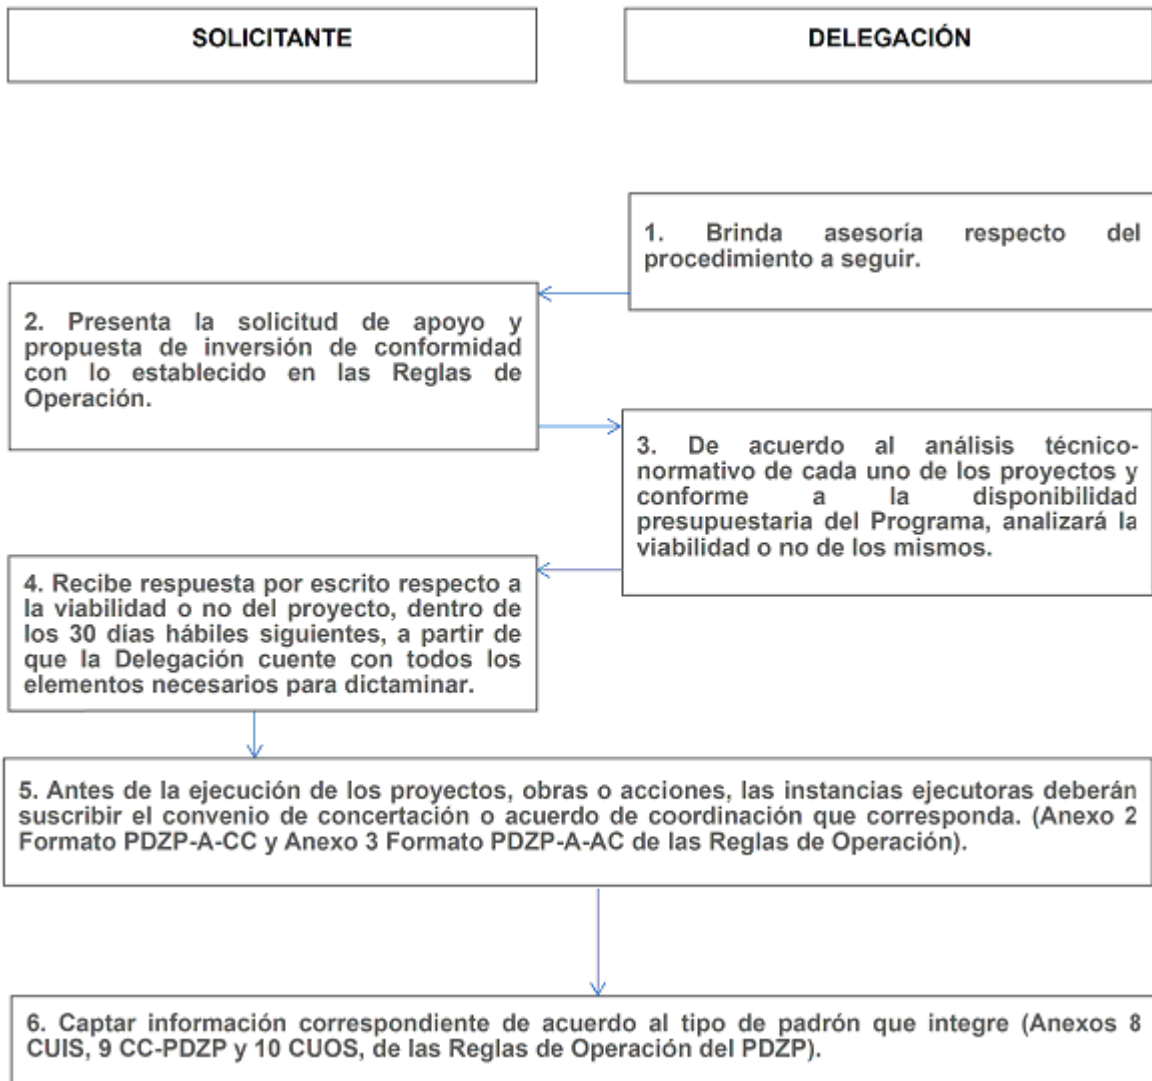 SOLICITANTE
DELEGACIÓN
1. Brinda asesoría respecto del
procedimiento a seguir.
2. Presenta la solicitud de apoyo y
propuesta de inversión de conformidad
con lo establecido en las Reglas de
Operación.
3. De acuerdo al análisis técnico-
normativo de cada uno de los proyectos y
conforme a la disponibilidad
presupuestaria del Programa, analizará la
viabilidad o no de los mismos.
4. Recibe respuesta por escrito respecto a
la viabilidad o no del proyecto, dentro de
los 30 días hábiles siguientes, a partir de
que la Delegación cuente con todos los
elementos necesarios para dictaminar.
5. Antes de la ejecución de los proyectos, obras o acciones, las instancias ejecutoras deberán
suscribir el convenio de concertación o acuerdo de coordinación que corresponda. (Anexo 2
Formato PDZP-A-CC y Anexo 3 Formato PDZP-A-AC de las Reglas de Operación).
6. Captar información correspondiente de acuerdo al tipo de padrón que integre (Anexos 8
CUIS, 9 CC-PDZP y 10 CUOS, de las Reglas de Operación del PDZP).